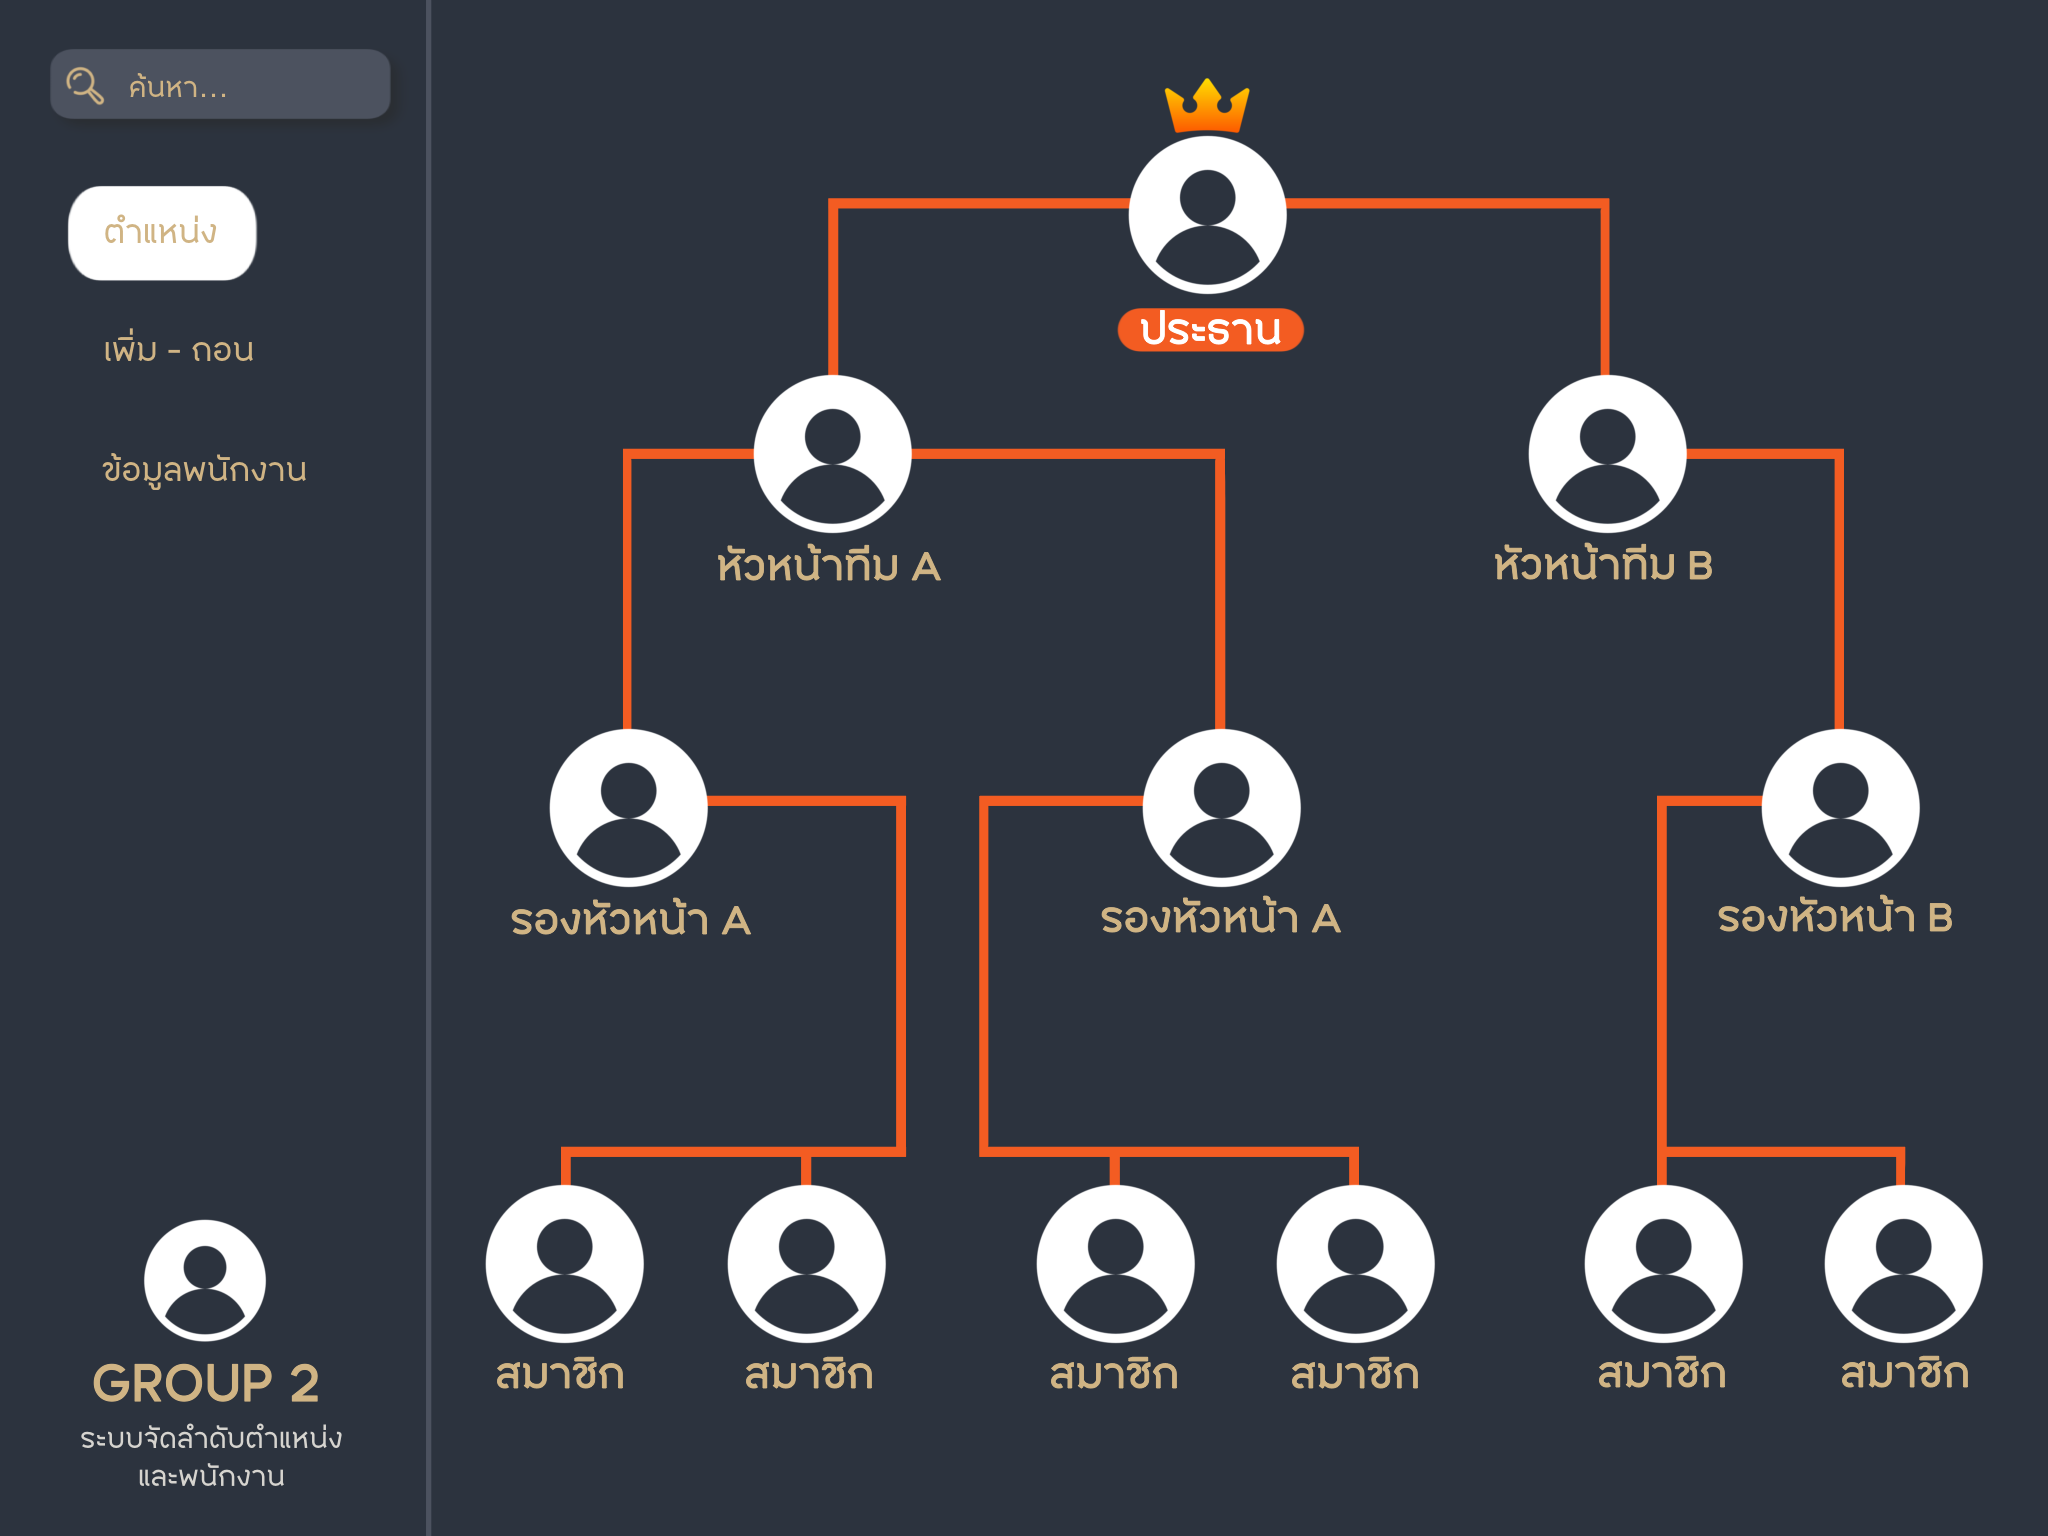 ค้นหา...
ตำแหน่ง
เพิ่ม - ถอน
ข้อมูลพนักงาน
GROUP 2
ระบบจัดลำดับตำแหน่ง
และพนักงาน
ประธาน
หัวหน้าทีม A
หัวหน้าทีม B
รองหัวหน้า A
รองหัวหน้า A
รองหัวหน้า B
สมาชิก
สมาชิก
สมาชิก
สมาชิก
สมาชิก
สมาชิก